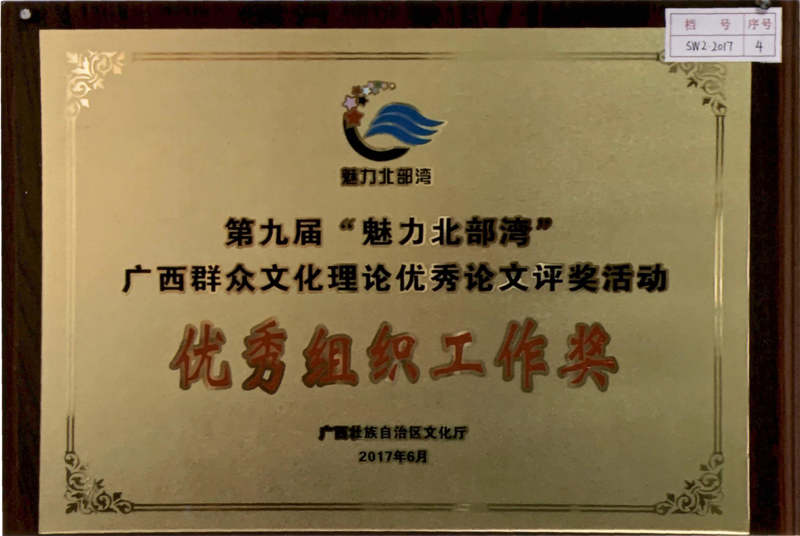 档 号 序号
SW2-2017 4
魅力北部湾
第九届“魅力北部湾”
广西群众文化理论优秀论文评奖活动
优秀组织工作奖
广西壮族自治区文化厅
2017年6月